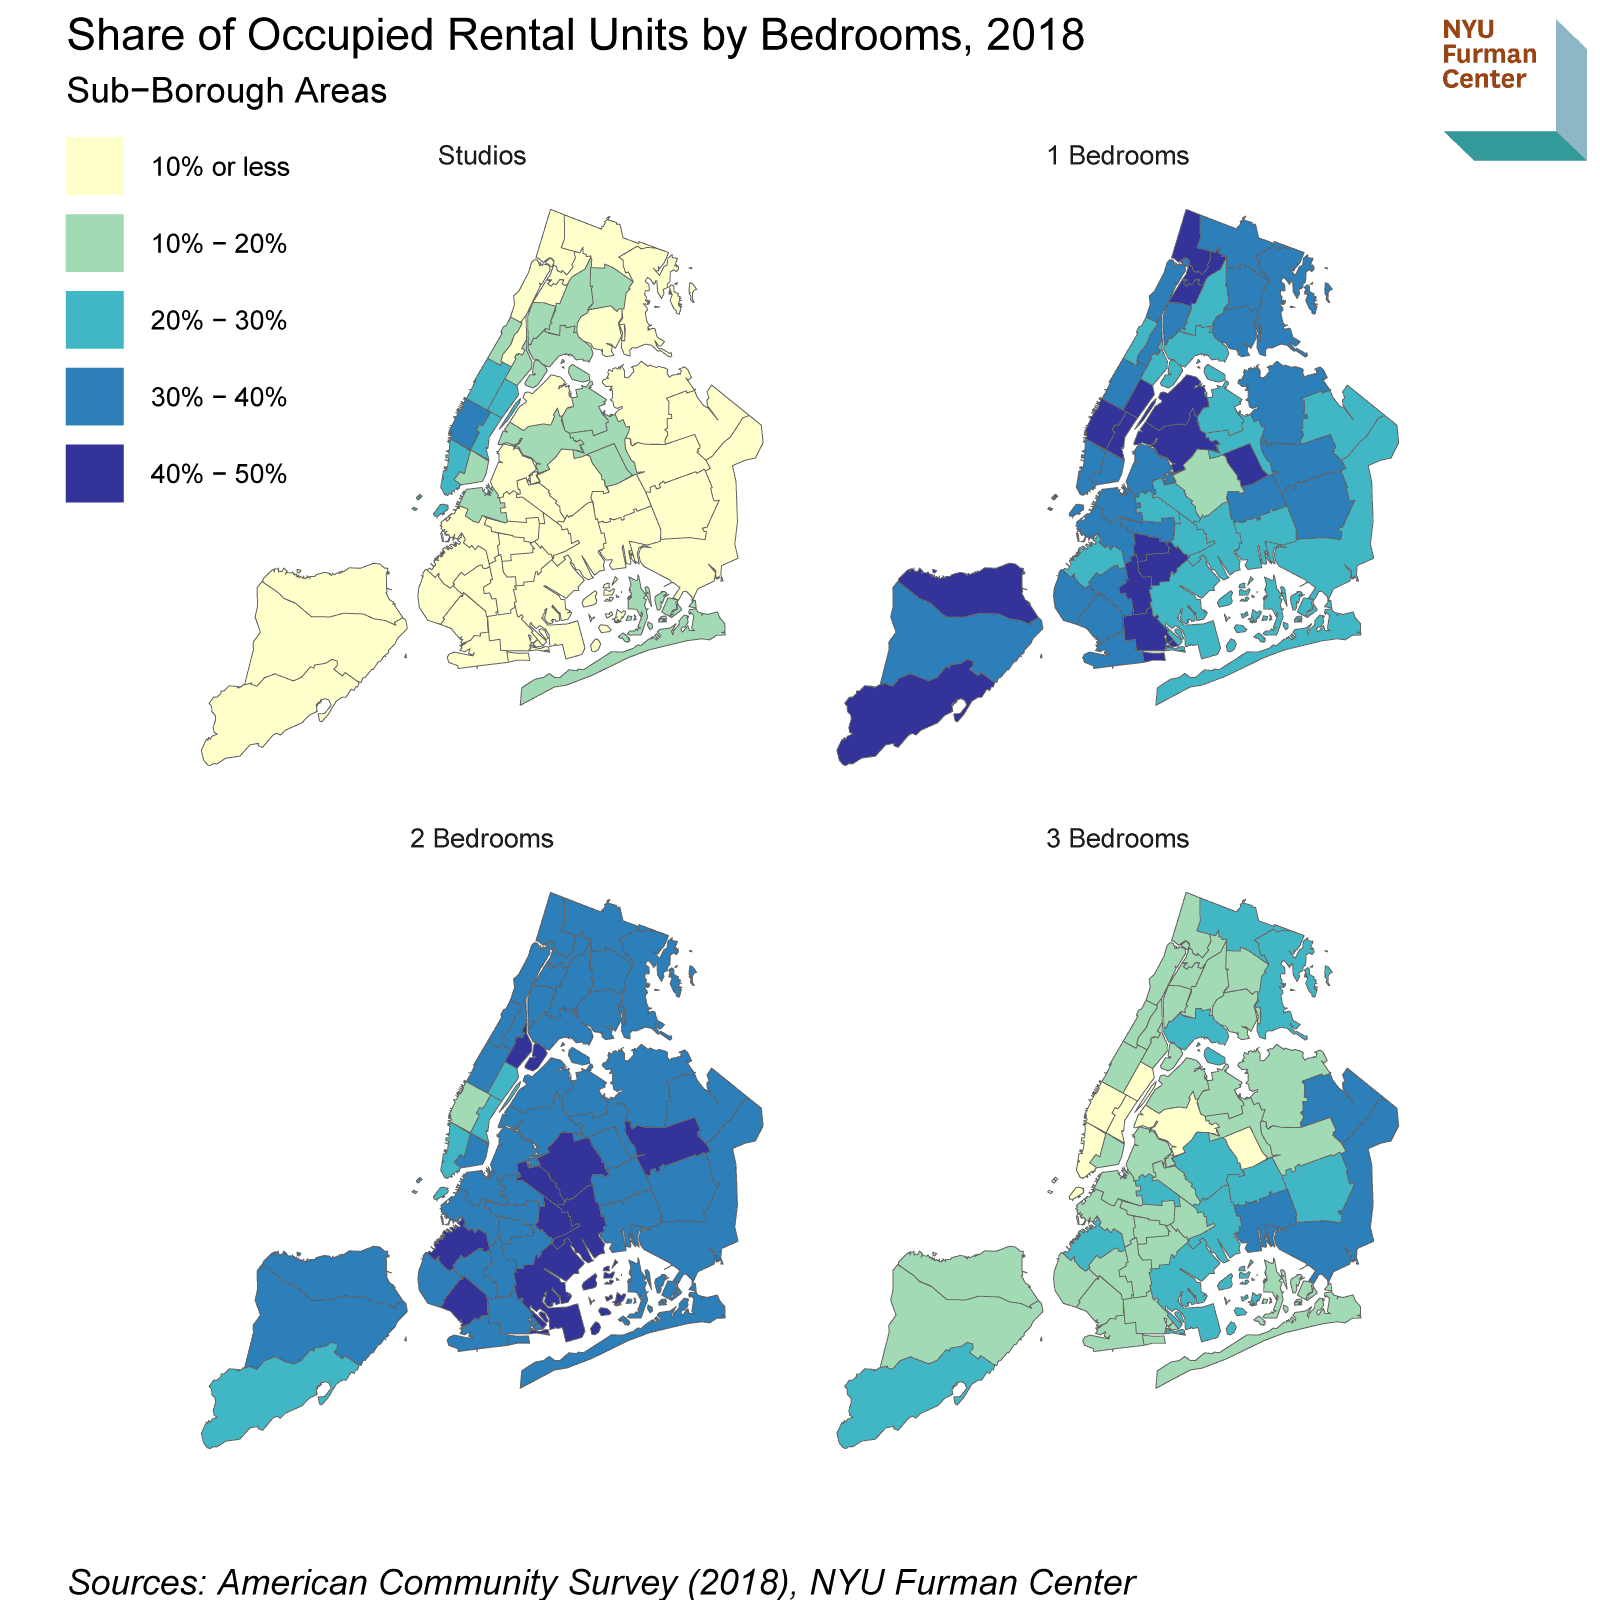 Share of Occupied Rental Units by Bedrooms, 2018
Sub−Borough Areas
NYU
Furman
Center
10% or less
10% − 20%
20% − 30%
30% − 40%
40% − 50%
Studios
1 Bedrooms
2 Bedrooms
3 Bedrooms
Sources: American Community Survey (2018), NYU Furman Center